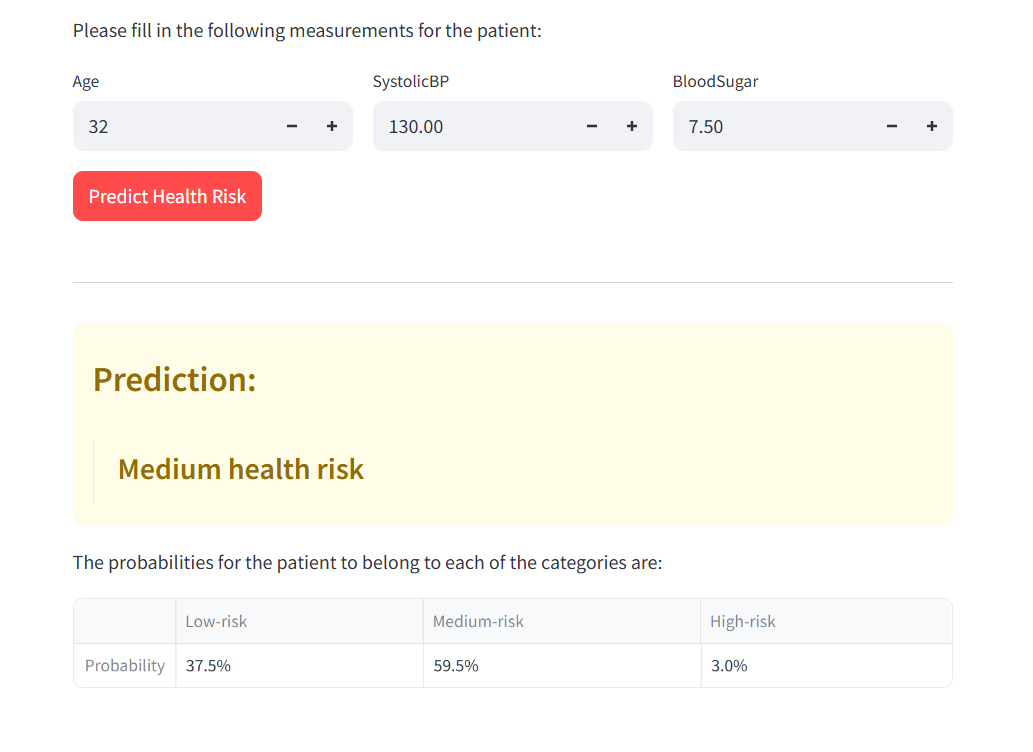 Please fill in the following measurements for the patient:
Age SystolicBP BloodSugar
32 − + 130.00 − + 7.50 − +
Predict Health Risk
Prediction:
Medium health risk
The probabilities for the patient to belong to each of the categories are:
Low-risk Medium-risk High-risk
Probability 37.5% 59.5% 3.0%